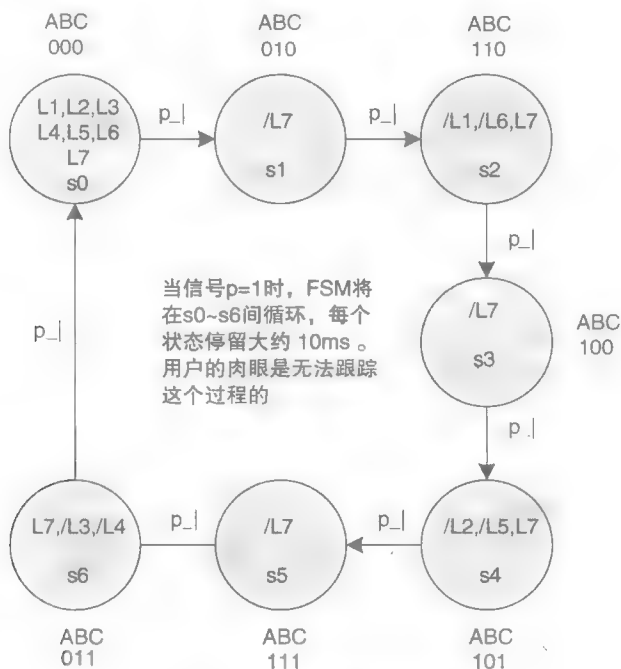 ABC
000
ABC
010
ABC
110
L1,L2,L3
L4,L5,L6
L7
s0
p_|
/L7
s1
p_|
/L1,/L6,L7
s2
p_|
当信号p=1时，FSM将
在s0~s6间循环，每个
状态停留大约 10ms 。
用户的肉眼是无法跟踪
这个过程的
p_|
/L7
s3
ABC
100
p_|
L7,/L3,/L4
s6
p_|
/L7
s5
p_|
/L2,/L5,L7
s4
ABC
011
ABC
111
ABC
101